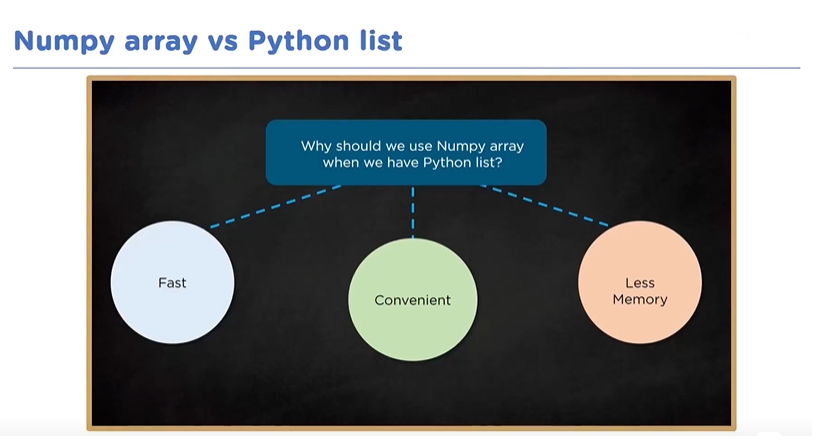 Numpy array vs Python list
Why should we use Numpy array
when we have Python list?
Fast
Convenient
Less
Memory